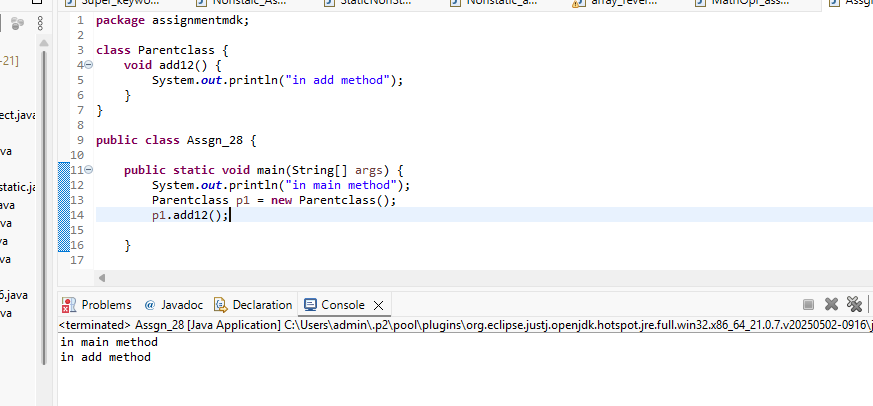 Super_keywo... Nonstatic_As... StaticNonSt... Nonstatic_a... array_rever... MathOpl_ass... Assg
-21]
ect.java
va
static.ja
ava
va
va
va
6.java
va
1 package assignmentmdk;
2
3 class Parentclass {
4 void add12() {
5 System.out.println("in add method");
6 }
7 }
8
9 public class Assgn_28 {
10
11 public static void main(String[] args) {
12 System.out.println("in main method");
13 Parentclass p1 = new Parentclass();
14 p1.add12();
15
16 }
17
Problems @ Javadoc Declaration Console
<terminated> Assgn_28 [Java Application] C:\Users\admin\.p2\pool\plugins\org.eclipse.justj.openjdk.hotspot.jre.full.win32.x86_64_21.0.7.v20250502-0916\j
in main method
in add method